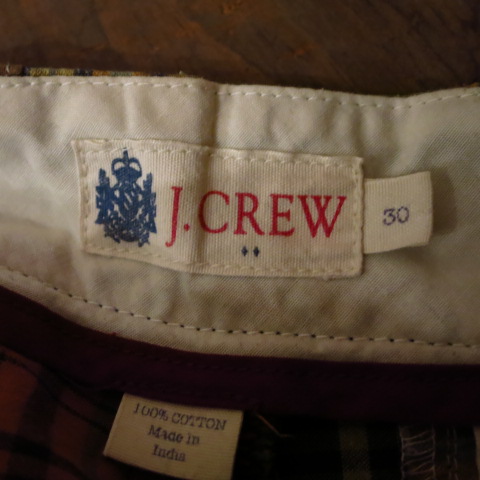 J.CREW
30
100% COTTON
Made in
India